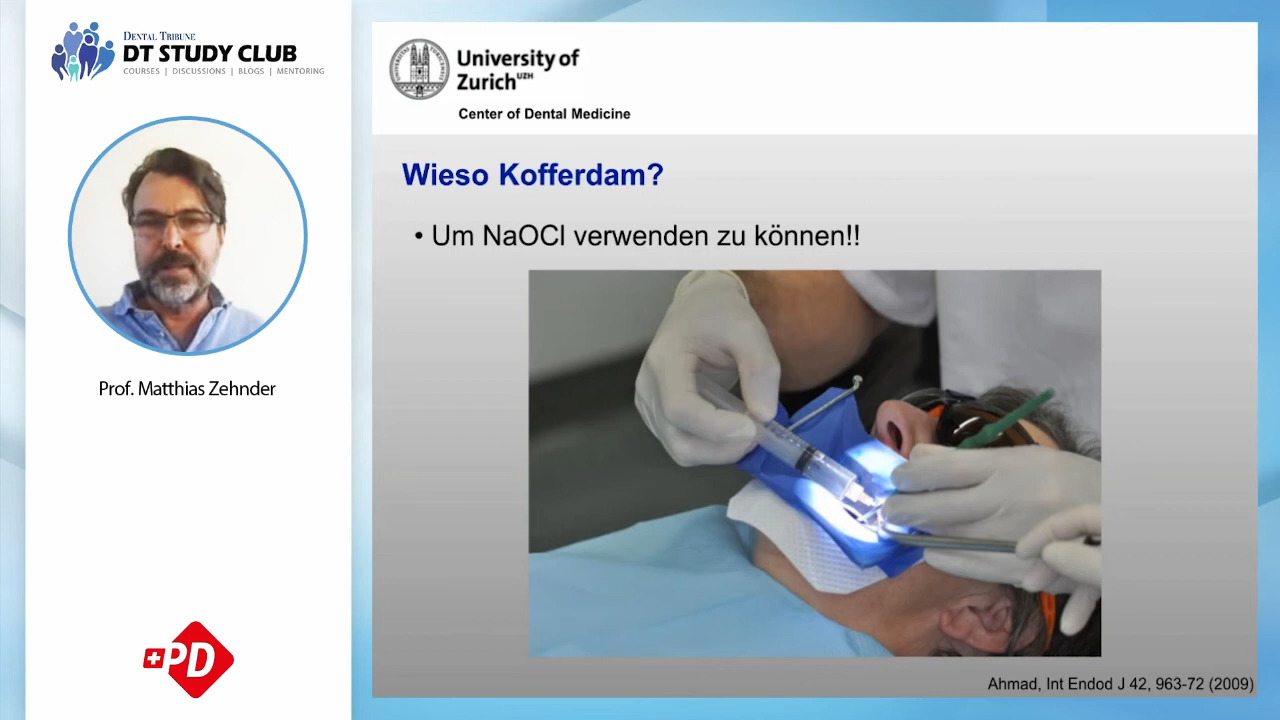 DENTAL TRIBUNE
DT STUDY CLUB
COURSES | DISCUSSIONS | BLOGS | MENTORING
Prof. Matthias Zehnder
PD
University of
Zurich UZH
Center of Dental Medicine
Wieso Kofferdam?
• Um NaOCl verwenden zu können!!
Ahmad, Int Endod J 42, 963-72 (2009)